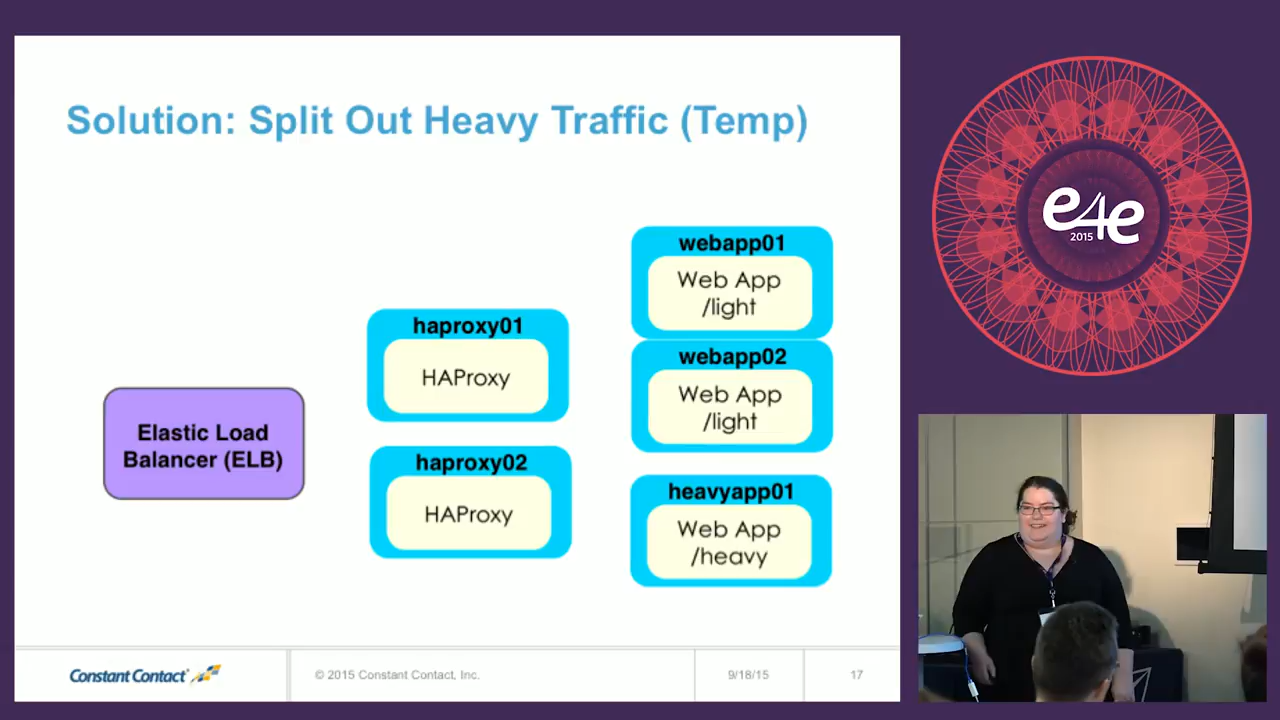 Solution: Split Out Heavy Traffic (Temp)
webapp01
Web App
/light
haproxy01
HAProxy
webapp02
Web App
/light
Elastic Load
Balancer (ELB)
haproxy02
HAProxy
heavyapp01
Web App
/heavy
Constant Contact
© 2015 Constant Contact, Inc.
9/18/15
17
e4e
2015